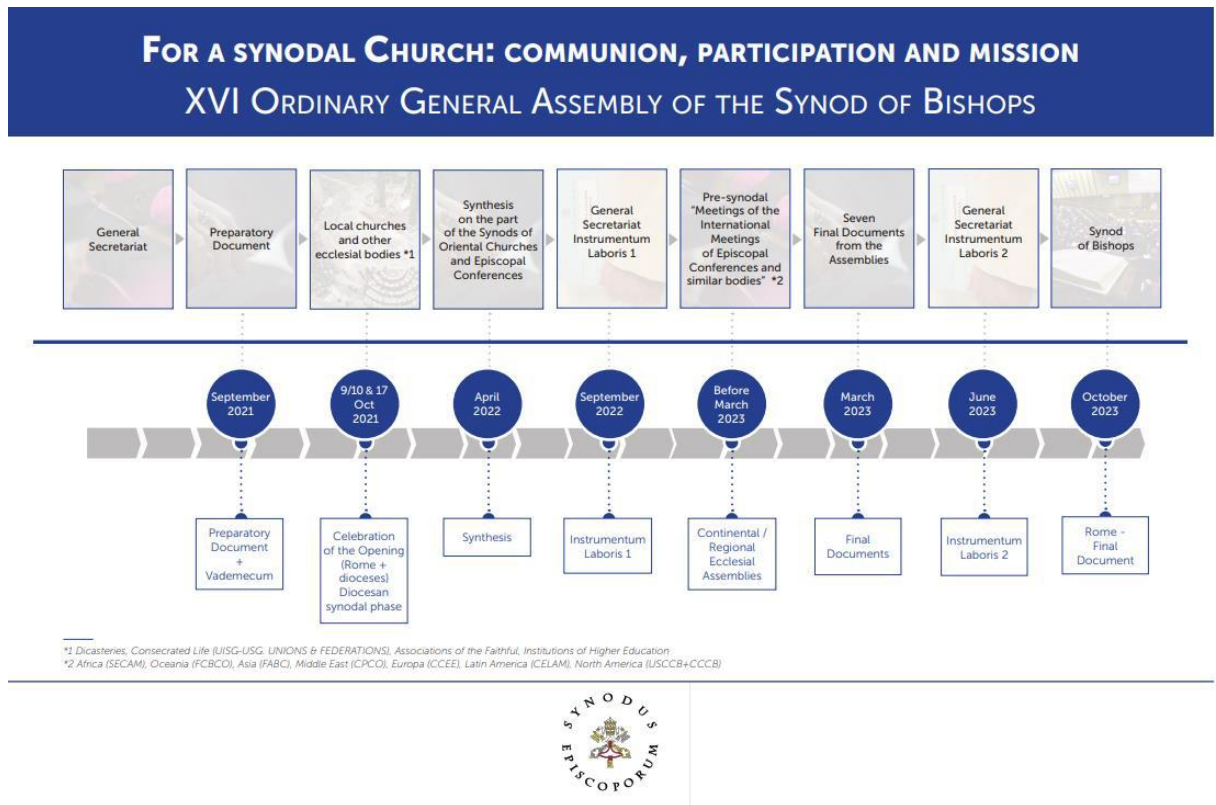 FOR A SYNODAL CHURCH: COMMUNION, PARTICIPATION AND MISSION
XVI ORDINARY GENERAL ASSEMBLY OF THE SYNOD OF BISHOPS
General
Secretariat
Preparatory
Document
Local churches
and other
ecclesial bodies *1
Synthesis
on the part
of the Synods of
Oriental Churches
and Episcopal
Conferences
General
Secretariat
Instrumentum
Laboris 1
Pre-synodal
"Meetings of the
International
Meetings
of Episcopal
Conferences and
similar bodies" *2
Seven
Final Documents
from the
Assemblies
General
Secretariat
Instrumentum
Laboris 2
Synod
of Bishops
September
2021
9/10 & 17
Oct
2021
April
2022
September
2022
Before
March
2023
March
2023
June
2023
October
2023
Preparatory
Document
+
Vademecum
Celebration
of the Opening
(Rome +
dioceses)
Diocesan
synodal phase
Synthesis
Instrumentum
Laboris 1
Continental /
Regional
Ecclesial
Assemblies
Final
Documents
Instrumentum
Laboris 2
Rome -
Final
Document
*1 Dicasteries, Consecrated Life (UISG-USG. UNIONS & FEDERATIONS), Associations of the Faithful, Institutions of Higher Education
*2 Africa (SECAM), Oceania (FCBCO), Asia (FABC), Middle East (CPCO), Europa (CCEE), Latin America (CELAM), North America (USCCB+CCCB)
SYNODUS
EPISCOPORUM